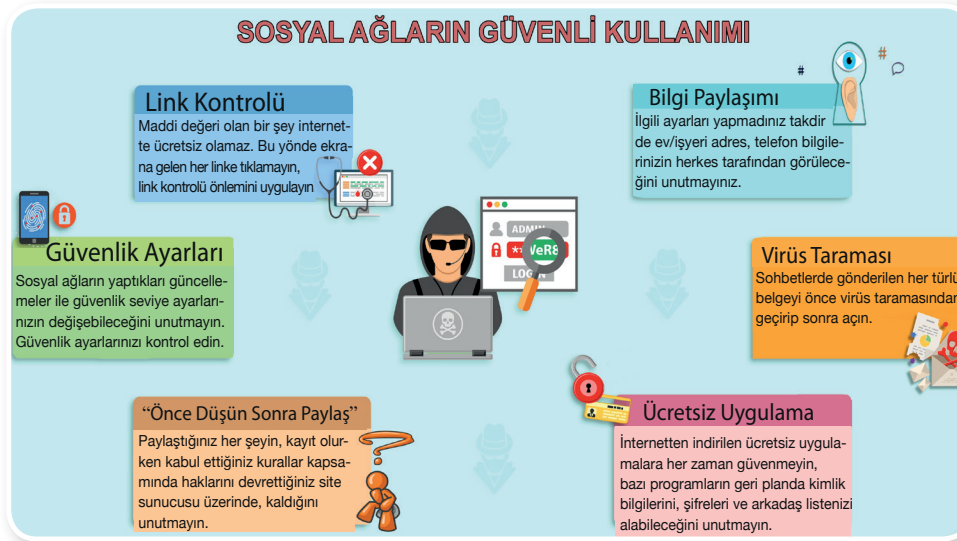 SOSYAL AĞLARIN GÜVENLİ KULLANIMI
Link Kontrolü
Maddi değeri olan bir şey internet-
te ücretsiz olamaz. Bu yönde ekra-
na gelen her linke tıklamayın,
link kontrolü önlemini uygulayın
# #
Bilgi Paylaşımı
İlgili ayarları yapmadınız takdir
de ev/işyeri adres, telefon bilgile-
rinizin herkes tarafından görülece-
ğini unutmayınız.
Güvenlik Ayarları
Sosyal ağların yaptıkları güncelle-
meler ile güvenlik seviye ayarları-
nızın değişebileceğini unutmayın.
Güvenlik ayarlarınızı kontrol edin.
ADMIN
** VeR8
LOGIN
Virüs Taraması
Sohbetlerde gönderilen her türlü
belgeyi önce virüs taramasından
geçirip sonra açın.
“Önce Düşün Sonra Paylaş”
Paylaştığınız her şeyin, kayıt olur-
ken kabul ettiğiniz kurallar kapsa-
mında haklarını devrettiğiniz site
sunucusu üzerinde, kaldığını
unutmayın.
Ücretsiz Uygulama
İnternetten indirilen ücretsiz uygula-
malara her zaman güvenmeyin,
bazı programların geri planda kimlik
bilgilerini, şifreleri ve arkadaş listenizi
alabileceğini unutmayın.